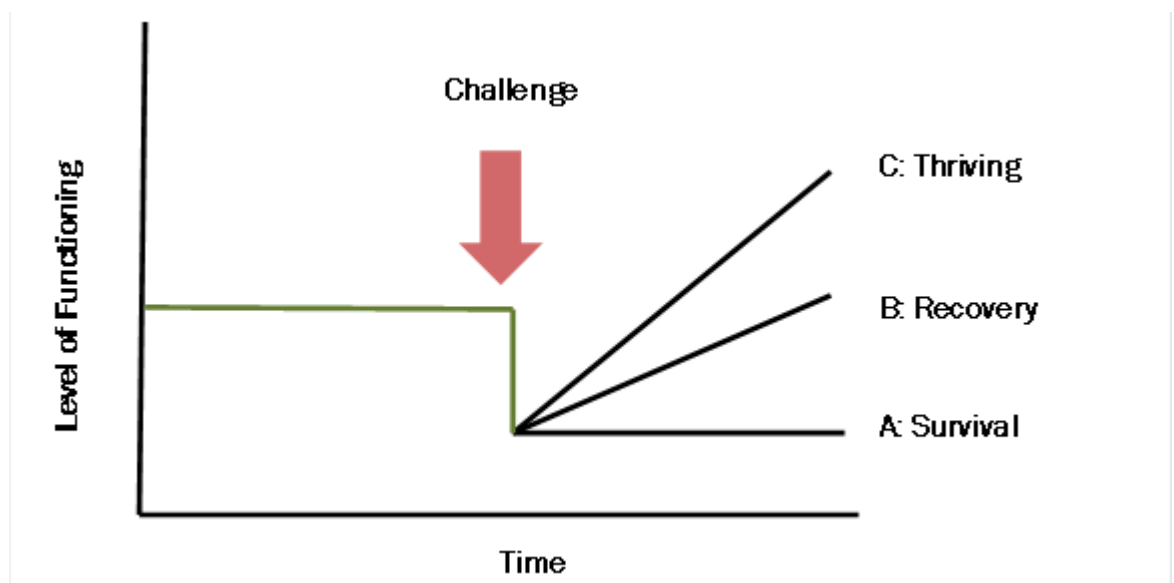 Challenge
C: Thriving
Level of Functioning
B: Recovery
A: Survival
Time